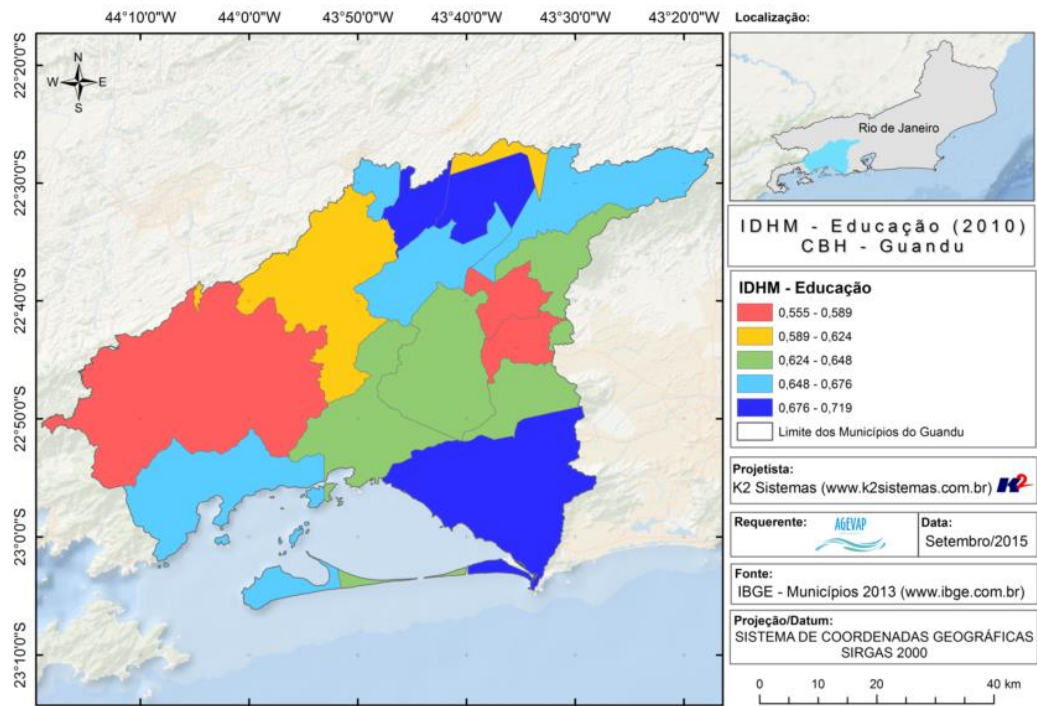 44°10'0"W 44°0'0"W 43°50'0"W 43°40'0"W 43°30'0"W 43°20'0"W
22°20'0"S
22°30'0"S
22°40'0"S
22°50'0"S
23°0'0"S
23°10'0"S
N
W E
S
Localização:
Rio de Janeiro
IDHM - Educação (2010)
CBH - Guandu
IDHM - Educação
0,555 - 0,589
0,589 - 0,624
0,624 - 0,648
0,648 - 0,676
0,676 - 0,719
Limite dos Municípios do Guandu
Projetista:
K2 Sistemas (www.k2sistemas.com.br) K2
Requerente: AGEVAP
Data:
Setembro/2015
Fonte:
IBGE - Municípios 2013 (www.ibge.com.br)
Projeção/Datum:
SISTEMA DE COORDENADAS GEOGRÁFICAS
SIRGAS 2000
0 10 20 40 km